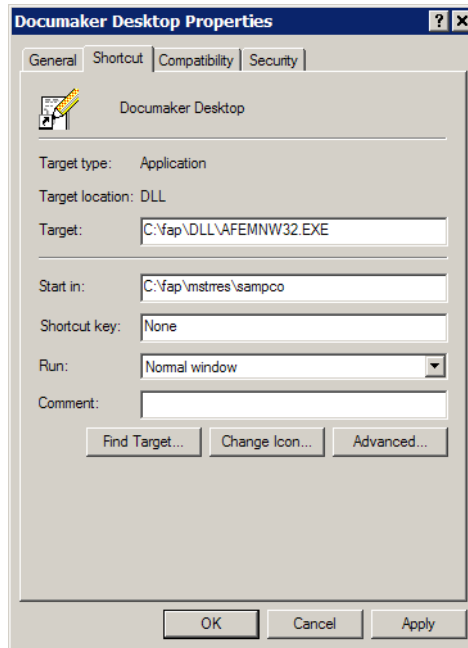 Documaker Desktop Properties
General Shortcut Compatibility Security
Documaker Desktop
Target type: Application
Target location: DLL
Target: C:\fap\DLL\AFEMNW32.EXE
Start in: C:\fap\mstrres\sampco
Shortcut key: None
Run: Normal window
Comment:
Find Target... Change Icon... Advanced...
OK Cancel Apply